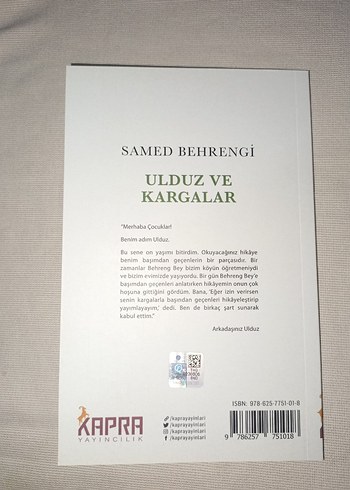 SAMED BEHRENGİ
ULDUZ VE
KARGALAR
"Merhaba Çocuklar!
Benim adım Ulduz.
Bu sene on yaşımı bitirdim. Okuyacağınız hikâye
benim başımdan geçenlerin bir parçasıdır. Bir
zamanlar Behreng Bey bizim köyün öğretmeniydi
ve bizim evimizde yaşıyordu. Bir gün Behreng Bey'e
başımdan geçenleri anlatırken hikâyemin onun çok
hoşuna gittiğini gördüm. Bana, 'Eğer izin verirsen
senin kargalarla başından geçenleri hikâyeleştirip
yayımlayayım,' dedi. Ben de birkaç şart sunarak
kabul ettim."
Arkadaşınız Ulduz
KAPRA
YAYINCILIK
/kaprayayinlari
/kaprayayinlari
/kaprayayinlari
/kaprayayinlari
ISBN: 978-625-7751-01-8
9 786257 751018